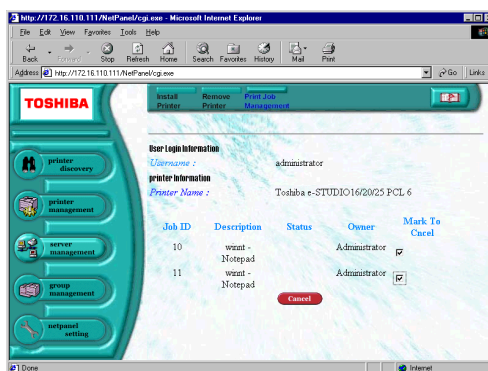 http://172.16.110.111/NetPanel/cgi.exe - Microsoft Internet Explorer
File Edit View Favorites Tools Help
Back Forward Stop Refresh Home Search Favorites History Mail Print
Address http://172.16.110.111/NetPanel/cgi.exe Go Links
TOSHIBA
Install Printer
Remove Printer
Print Job Management
User Login Information
Username : administrator
printer Information
Printer Name : Toshiba e-STUDIO16/20/25 PCL 6
Job ID Description Status Owner Mark To Cncel
10 winnt - Notepad Administrator
11 winnt - Notepad Administrator
Cancel
printer discovery
printer management
server management
group management
netpanel setting
Done Internet